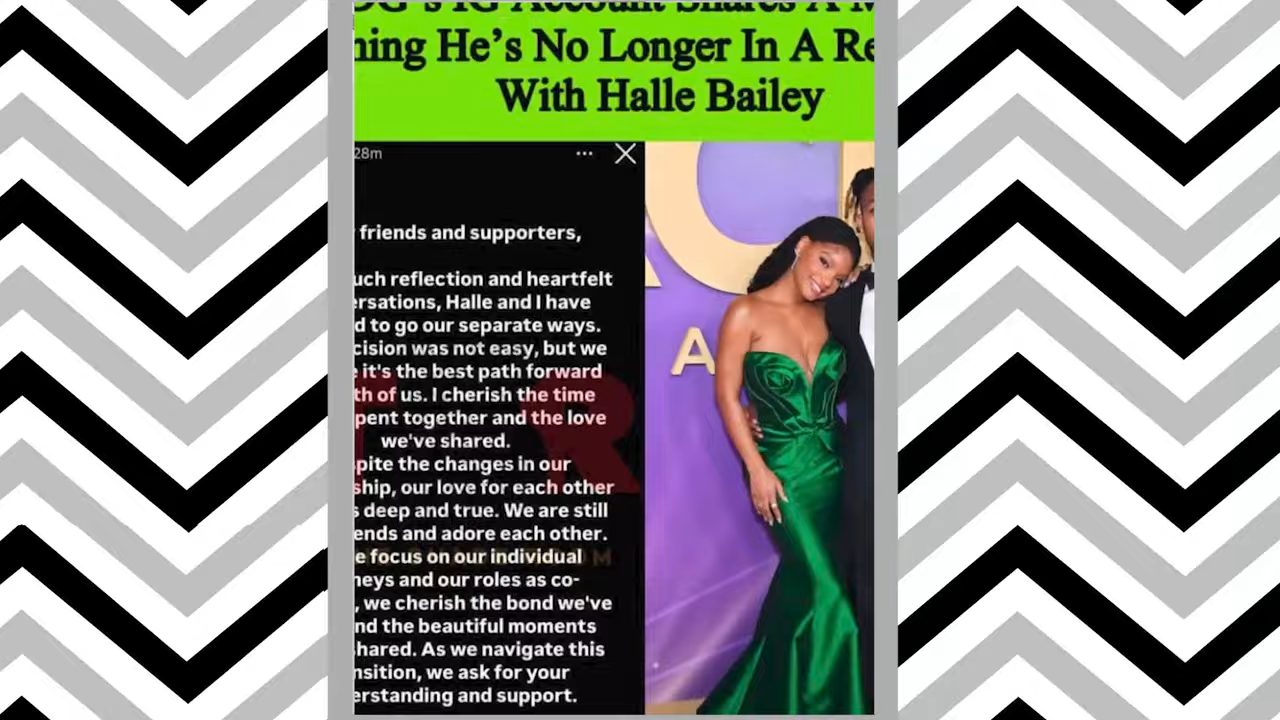 DG's IG Account Shares A M
ning He's No Longer In A Re
With Halle Bailey
28m
friends and supporters,
uch reflection and heartfelt
ersations, Halle and I have
d to go our separate ways.
cision was not easy, but we
e it's the best path forward
th of us. I cherish the time
pent together and the love
we've shared.
spite the changes in our
ship, our love for each other
s deep and true. We are still
ends and adore each other.
e focus on our individual
neys and our roles as co-
, we cherish the bond we've
nd the beautiful moments
shared. As we navigate this
nsition, we ask for your
erstanding and support.